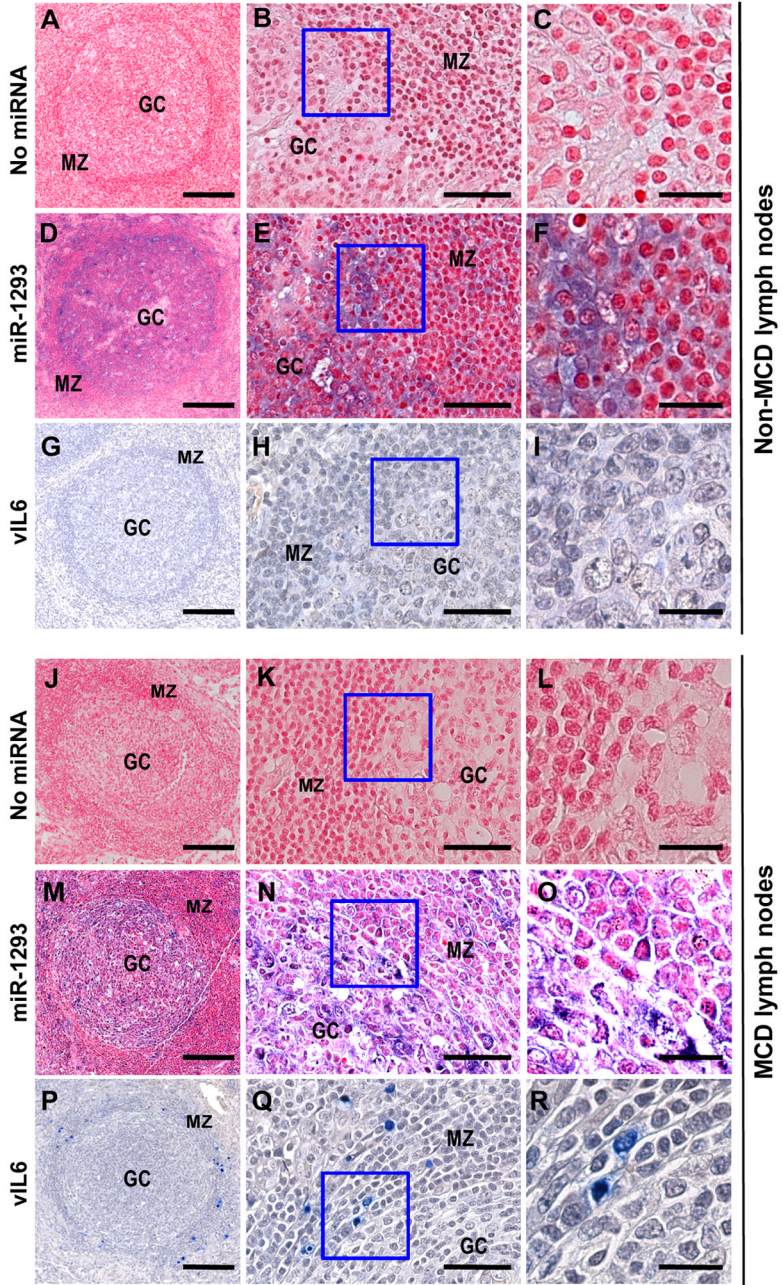 A
B
C
No miRNA
GC
MZ
GC
MZ
D
E
F
miR-1293
GC
MZ
GC
MZ
G
H
I
vIL6
GC
MZ
MZ
GC
Non-MCD lymph nodes
J
K
L
No miRNA
MZ
GC
MZ
GC
M
N
O
miR-1293
MZ
GC
MZ
GC
P
Q
R
vIL6
MZ
GC
MZ
GC
MCD lymph nodes